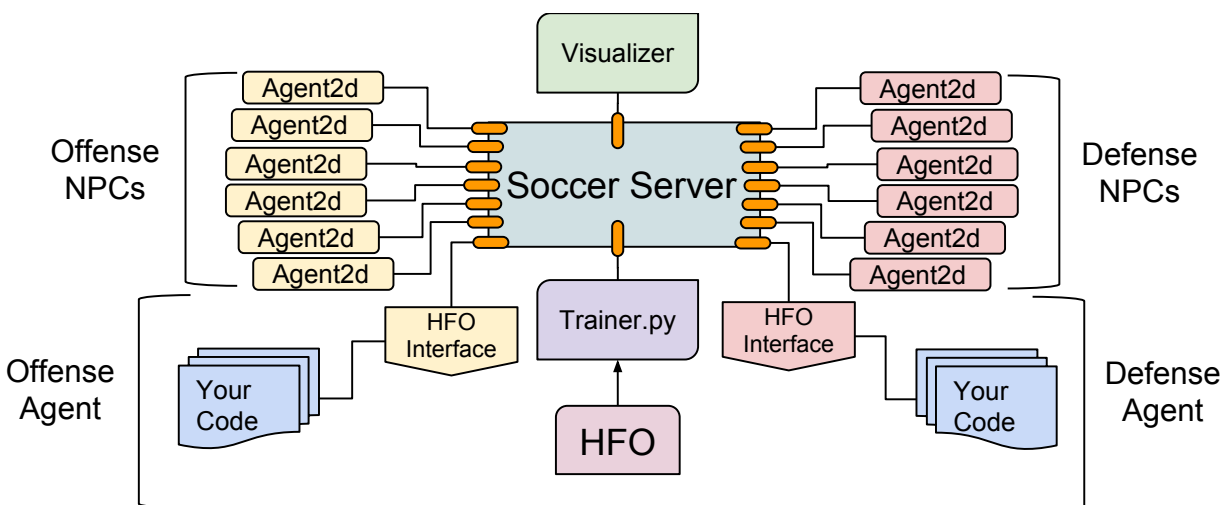 Visualizer
Offense
NPCs
Agent2d
Agent2d
Agent2d
Agent2d
Agent2d
Agent2d
Soccer Server
Agent2d
Agent2d
Agent2d
Agent2d
Agent2d
Agent2d
Defense
NPCs
Offense
Agent
Your
Code
HFO
Interface
Trainer.py
HFO
HFO
Interface
Your
Code
Defense
Agent